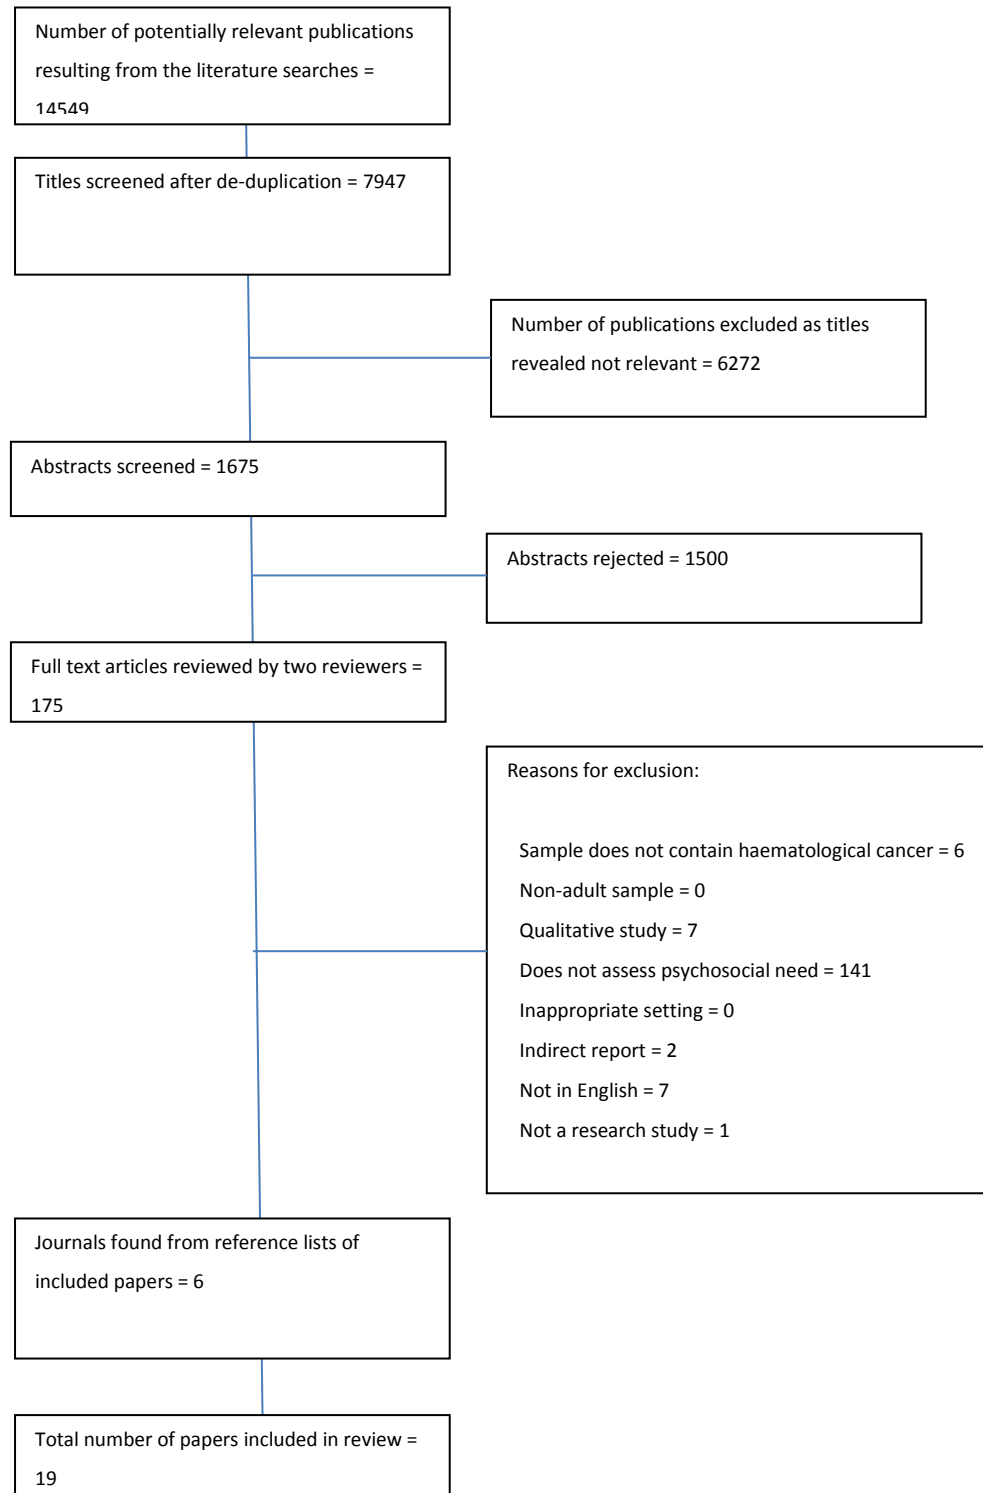 Number of potentially relevant publications
resulting from the literature searches =
14549
Titles screened after de-duplication = 7947
Number of publications excluded as titles
revealed not relevant = 6272
Abstracts screened = 1675
Abstracts rejected = 1500
Full text articles reviewed by two reviewers =
175
Reasons for exclusion:
Sample does not contain haematological cancer = 6
Non-adult sample = 0
Qualitative study = 7
Does not assess psychosocial need = 141
Inappropriate setting = 0
Indirect report = 2
Not in English = 7
Not a research study = 1
Journals found from reference lists of
included papers = 6
Total number of papers included in review =
19